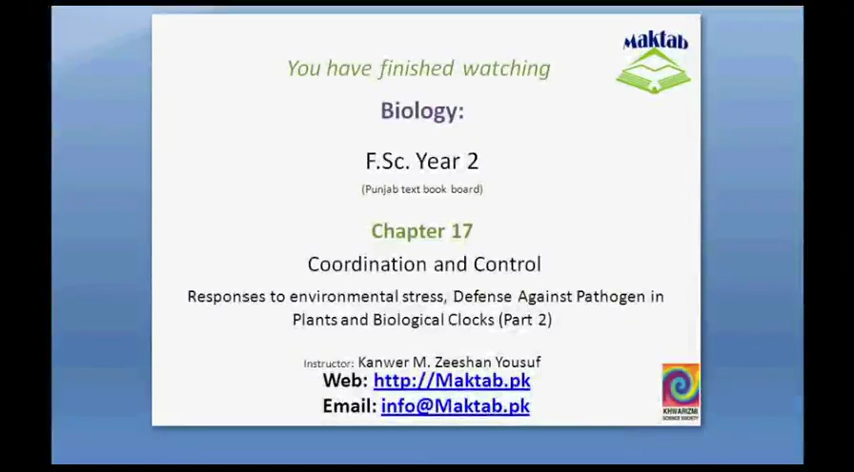 Maktab
You have finished watching
Biology:
F.Sc. Year 2
(Punjab text book board)
Chapter 17
Coordination and Control
Responses to environmental stress, Defense Against Pathogen in
Plants and Biological Clocks (Part 2)
Instructor: Kanwer M. Zeeshan Yousuf
Web: http://Maktab.pk
Email: info@Maktab.pk
KHWARIZMI
SCIENCE SOCIETY